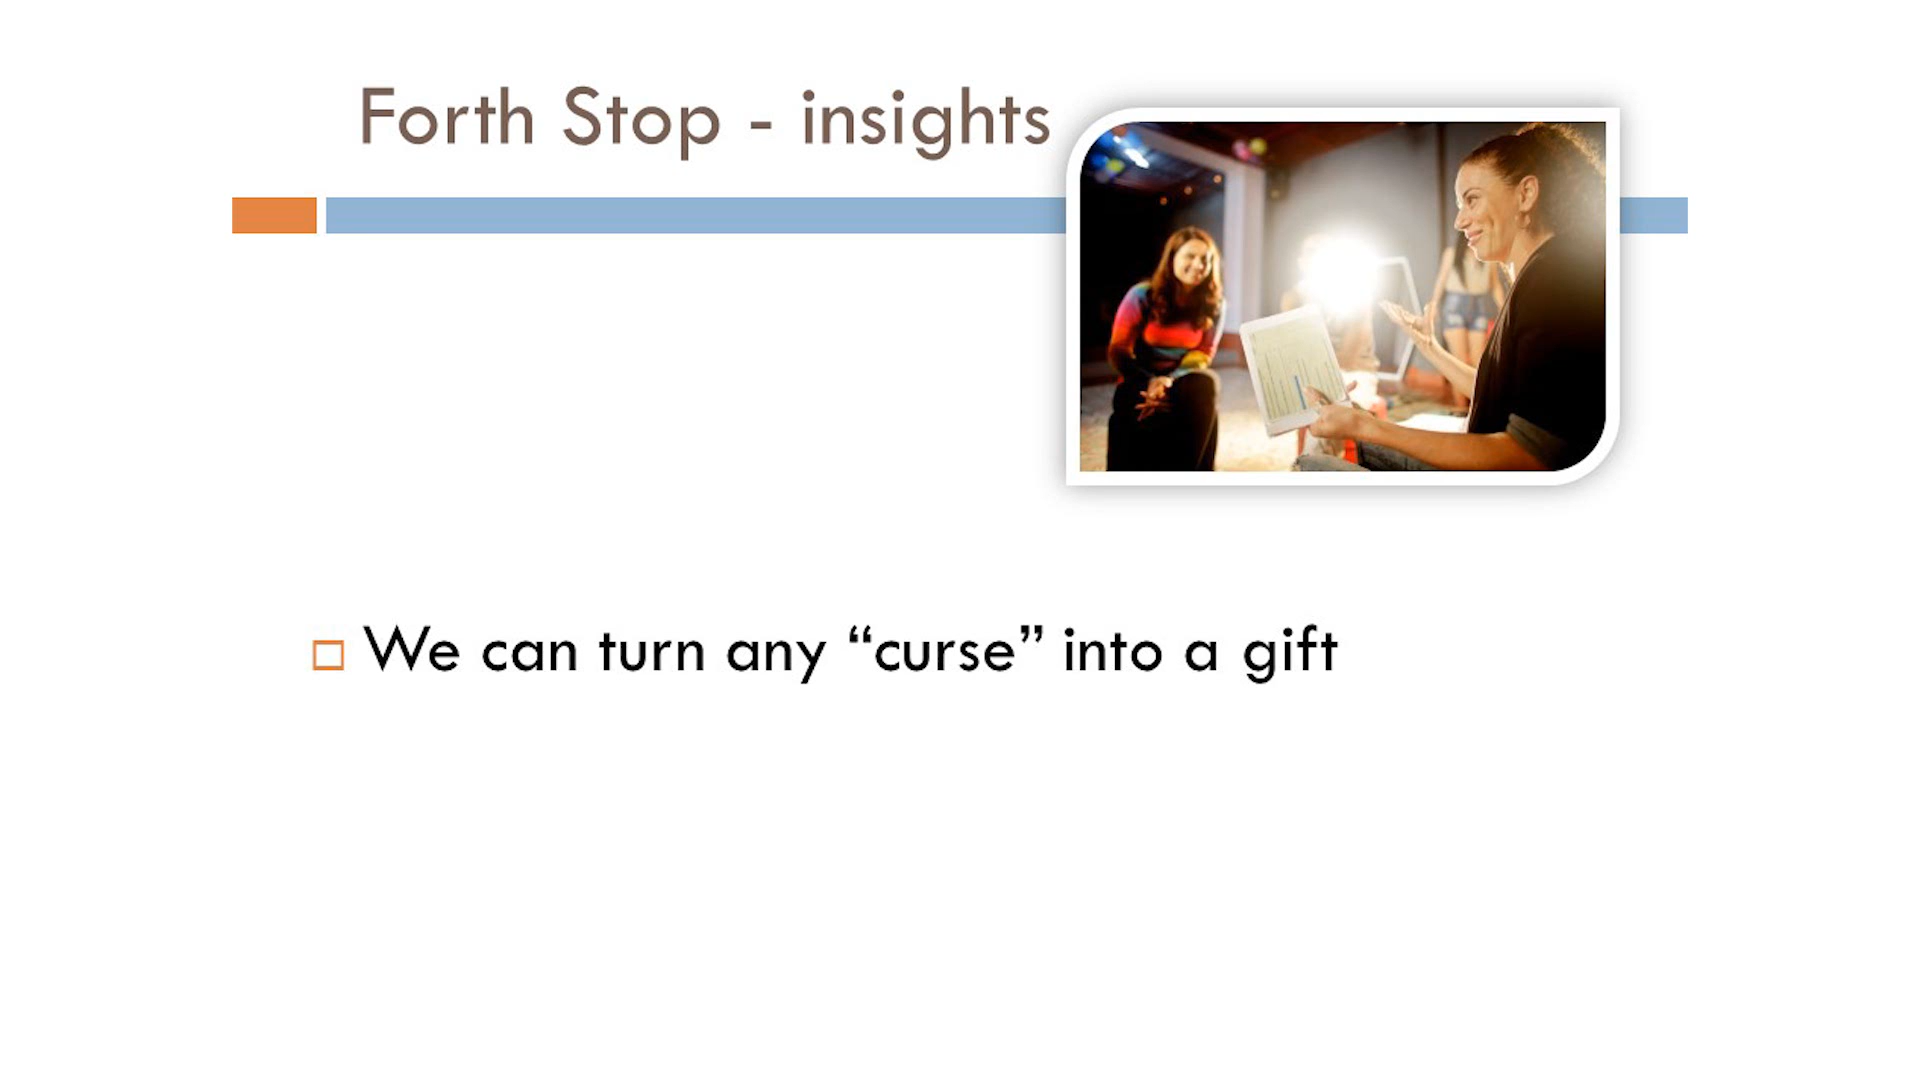 Forth Stop - insights
We can turn any “curse” into a gift